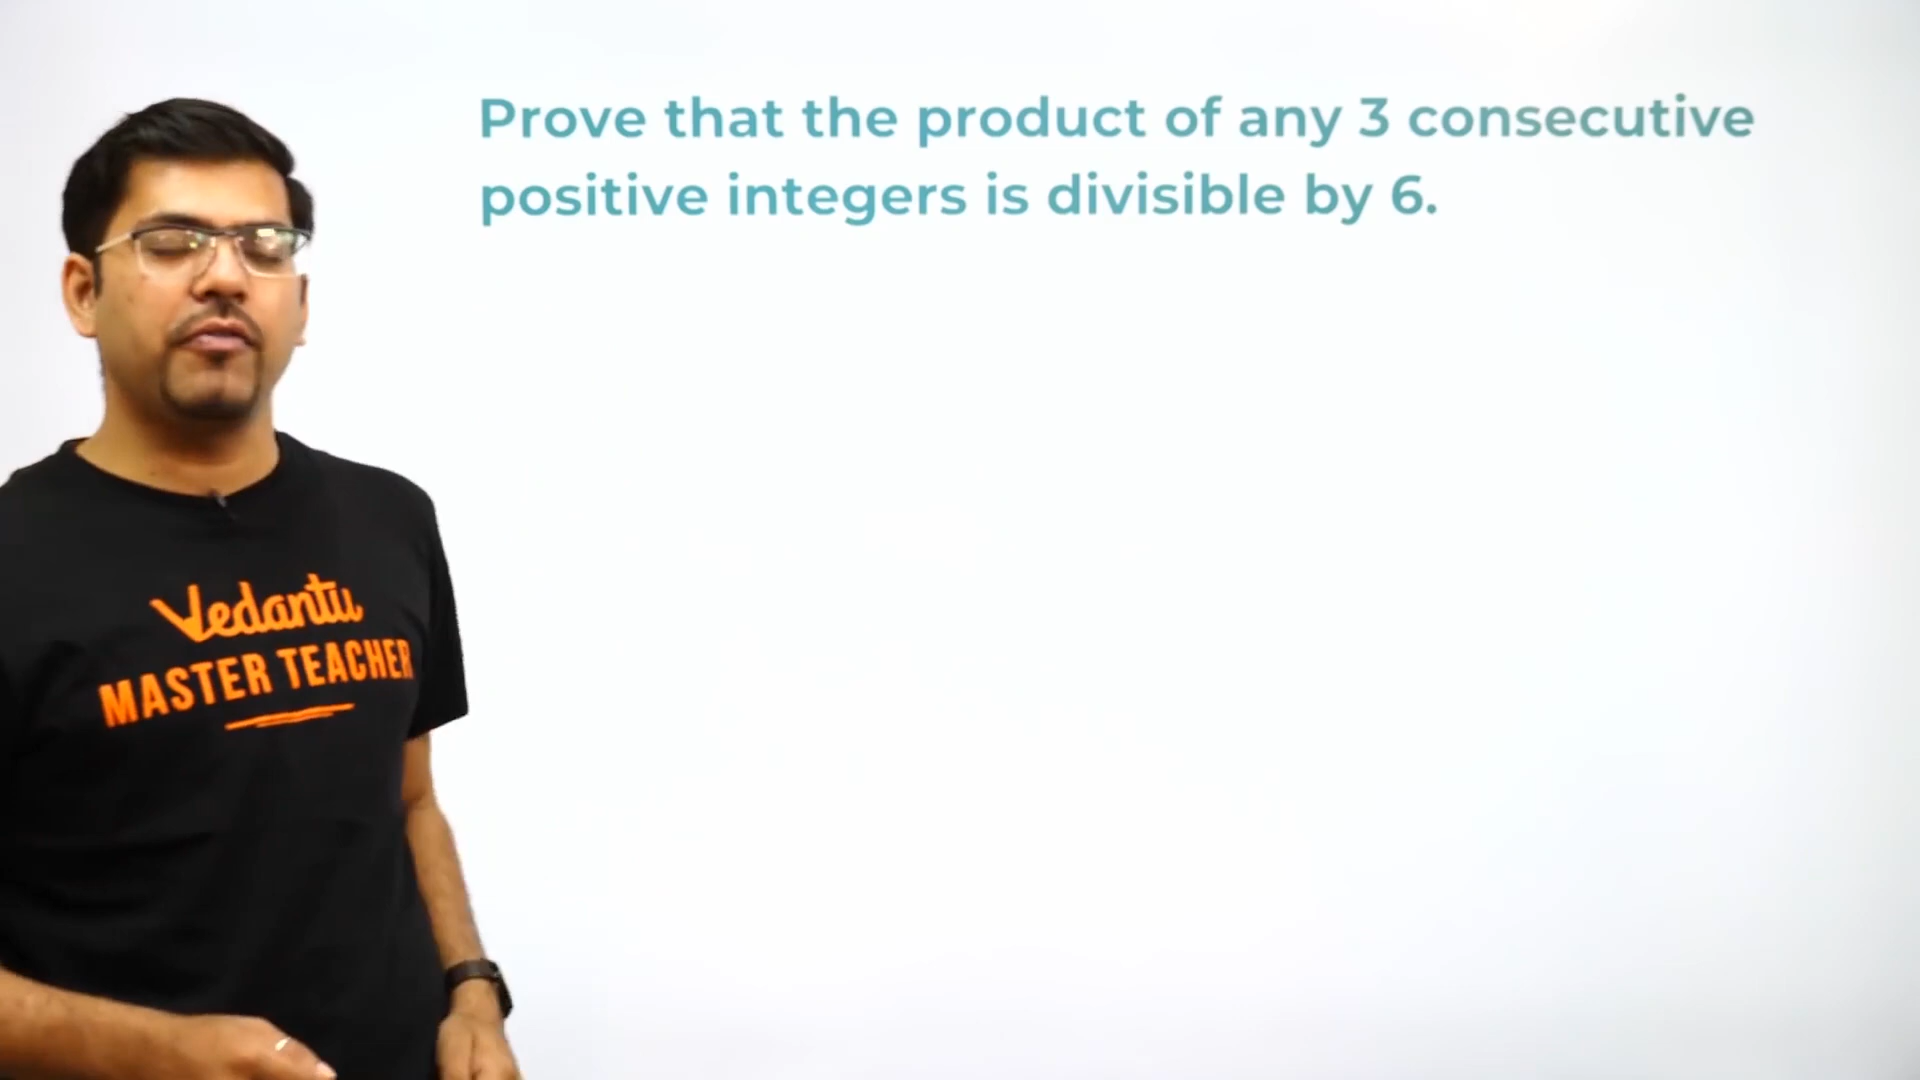 Prove that the product of any 3 consecutive
positive integers is divisible by 6.
Vedantu
MASTER TEACHER